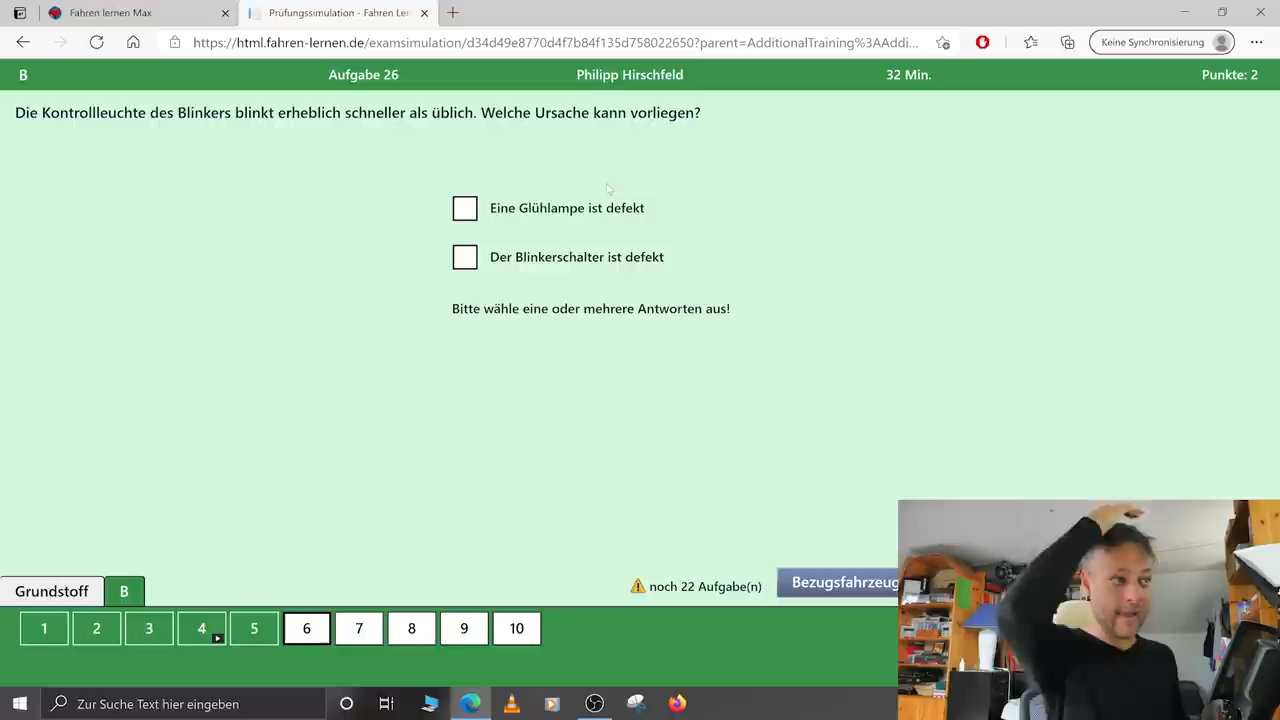 Fahren lernen Max
Prüfungssimulation - Fahren Ler
https://html.fahren-lernen.de/examsimulation/d34d49e8770d4f7b84f135d758022650?parent=AdditionalTraining%3AAddi...
Keine Synchronisierung
B
Aufgabe 26
Philipp Hirschfeld
32 Min.
Punkte: 2
Die Kontrollleuchte des Blinkers blinkt erheblich schneller als üblich. Welche Ursache kann vorliegen?
Eine Glühlampe ist defekt
Der Blinkerschalter ist defekt
Bitte wähle eine oder mehrere Antworten aus!
Grundstoff
B
noch 22 Aufgabe(n)
Bezugsfahrzeug
1 2 3 4 5 6 7 8 9 10
Zur Suche Text hier eingeben